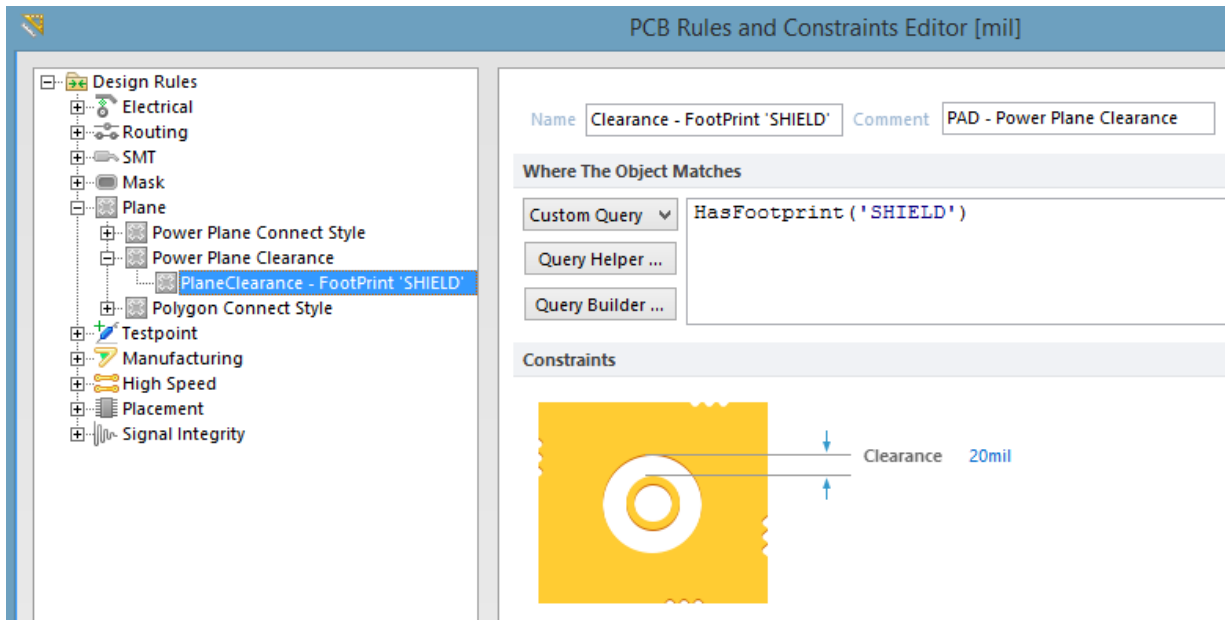 PCB Rules and Constraints Editor [mil]
Design Rules
Electrical
Routing
SMT
Mask
Plane
Power Plane Connect Style
Power Plane Clearance
PlaneClearance - FootPrint 'SHIELD'
Polygon Connect Style
Testpoint
Manufacturing
High Speed
Placement
Signal Integrity
Name Clearance - FootPrint 'SHIELD' Comment PAD - Power Plane Clearance
Where The Object Matches
Custom Query HasFootprint('SHIELD')
Query Helper ...
Query Builder ...
Constraints
Clearance 20mil